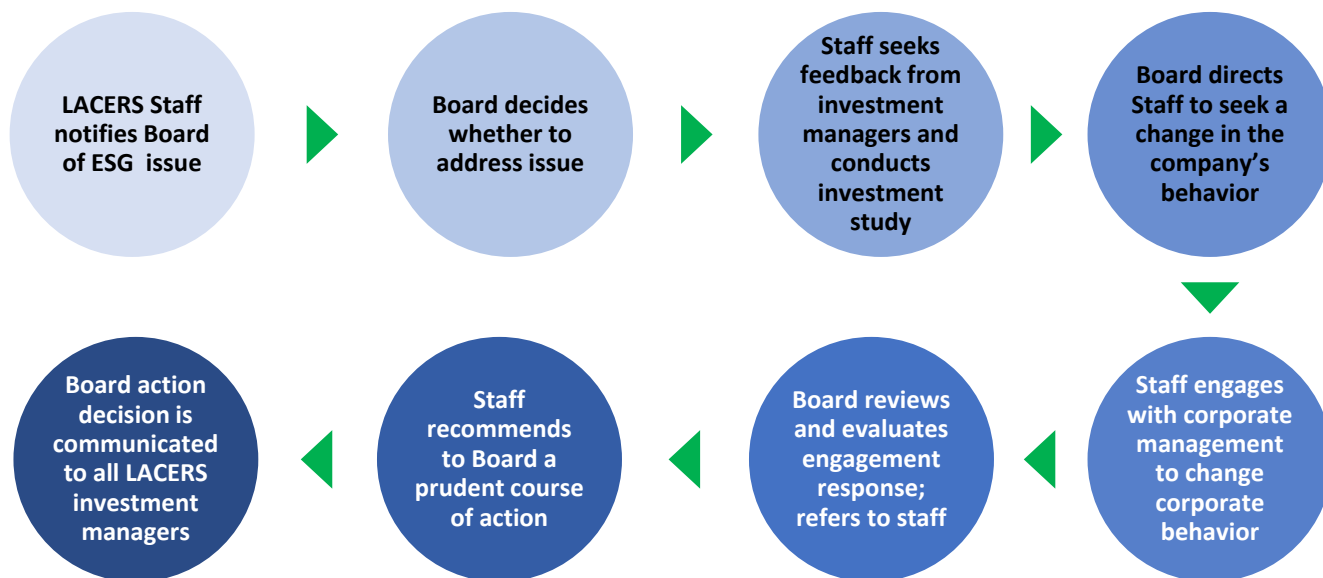 LACERS Staff
notifies Board
of ESG  issue
Board decides
whether to
address issue
Staff seeks
feedback from
investment
managers and
conducts
investment
study
Board directs
Staff to seek a
change in the
company’s
behavior
Staff engages
with corporate
management
to change
corporate
behavior
Board reviews
and evaluates
engagement
response;
refers to staff
Staff
recommends
to Board a
prudent course
of action
Board action
decision is
communicated
to all LACERS
investment
managers